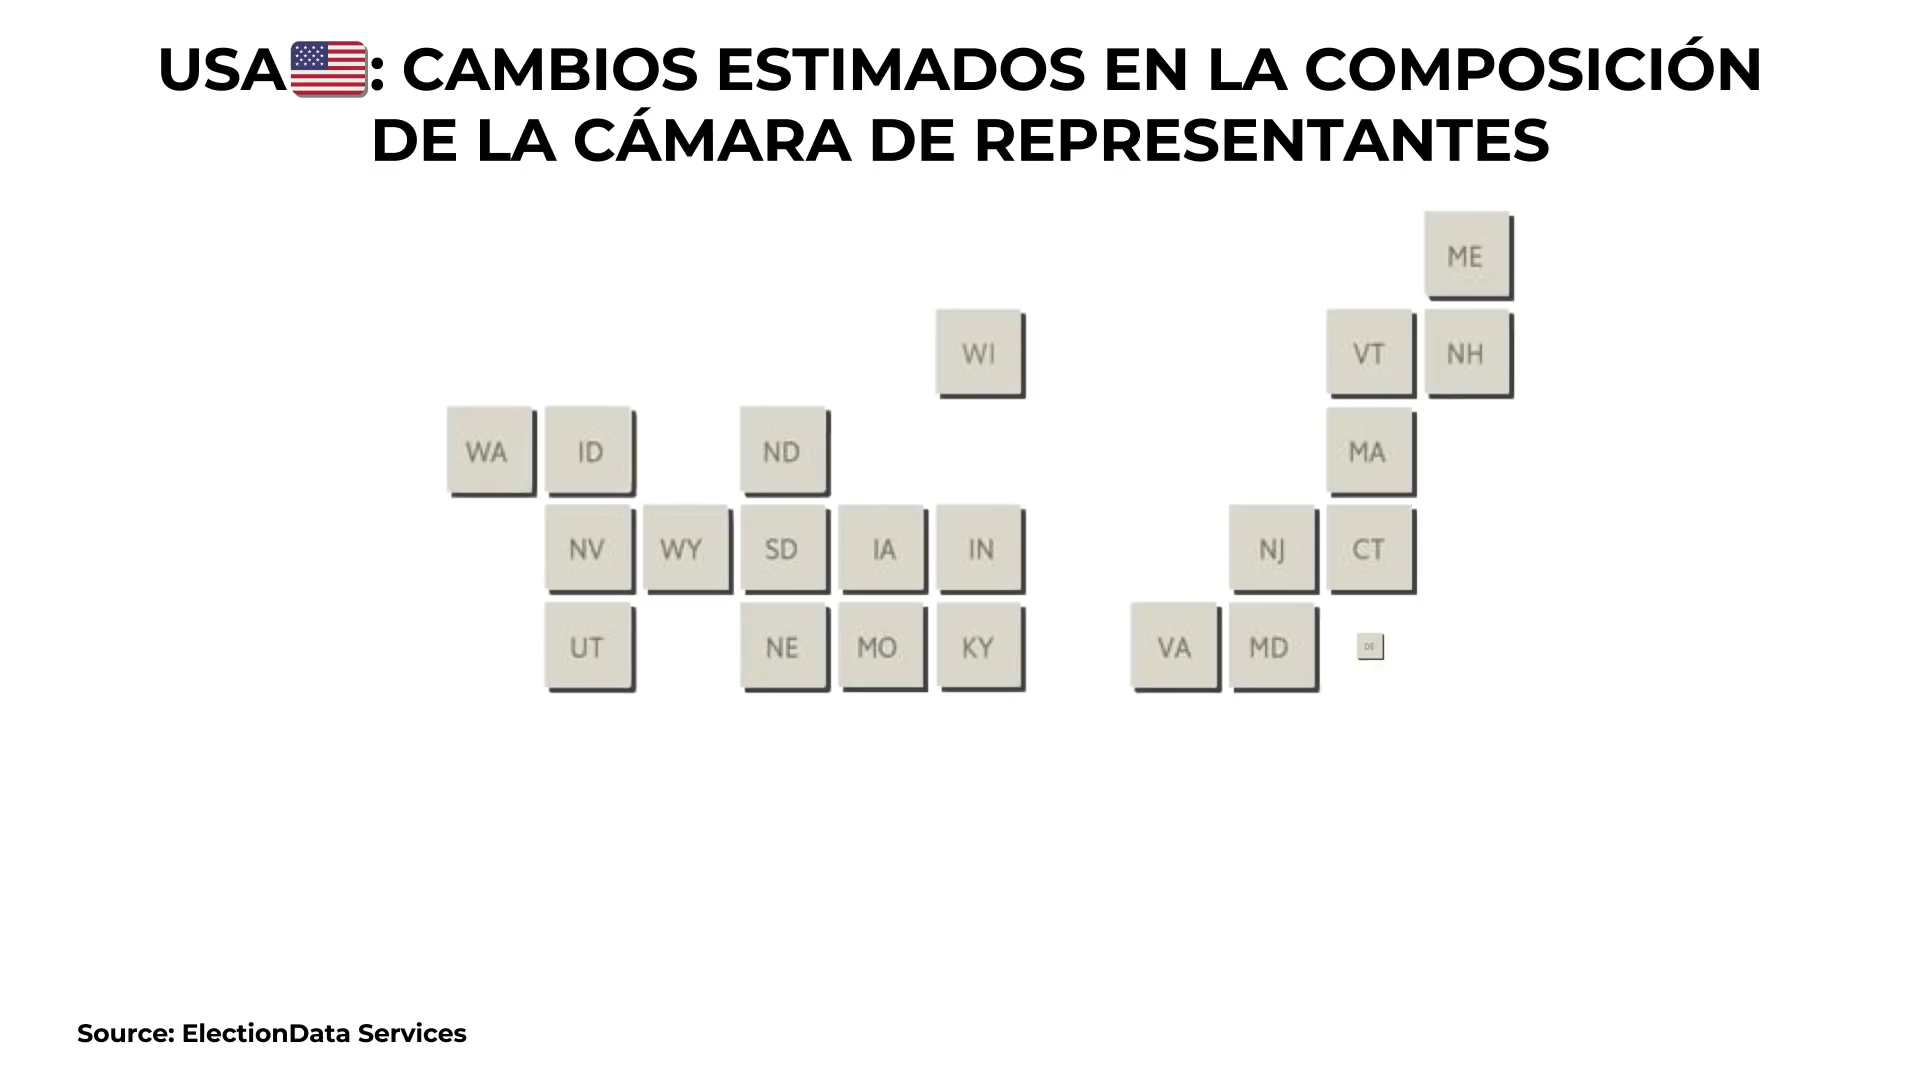 USA🇺🇸: CAMBIOS ESTIMADOS EN LA COMPOSICIÓN
DE LA CÁMARA DE REPRESENTANTES
ME
WI VT NH
WA ID ND MA
NV WY SD IA IN NJ CT
UT NE MO KY VA MD DE
Source: ElectionData Services